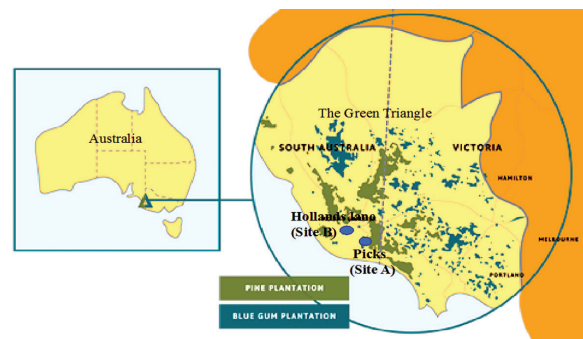 Australia
The Green Triangle
SOUTH AUSTRALIA
VICTORIA
HAMILTON
Hollands lane
(Site B)
MELBOURNE
Picks
(Site A)
PORTLAND
PINE PLANTATION
BLUE GUM PLANTATION